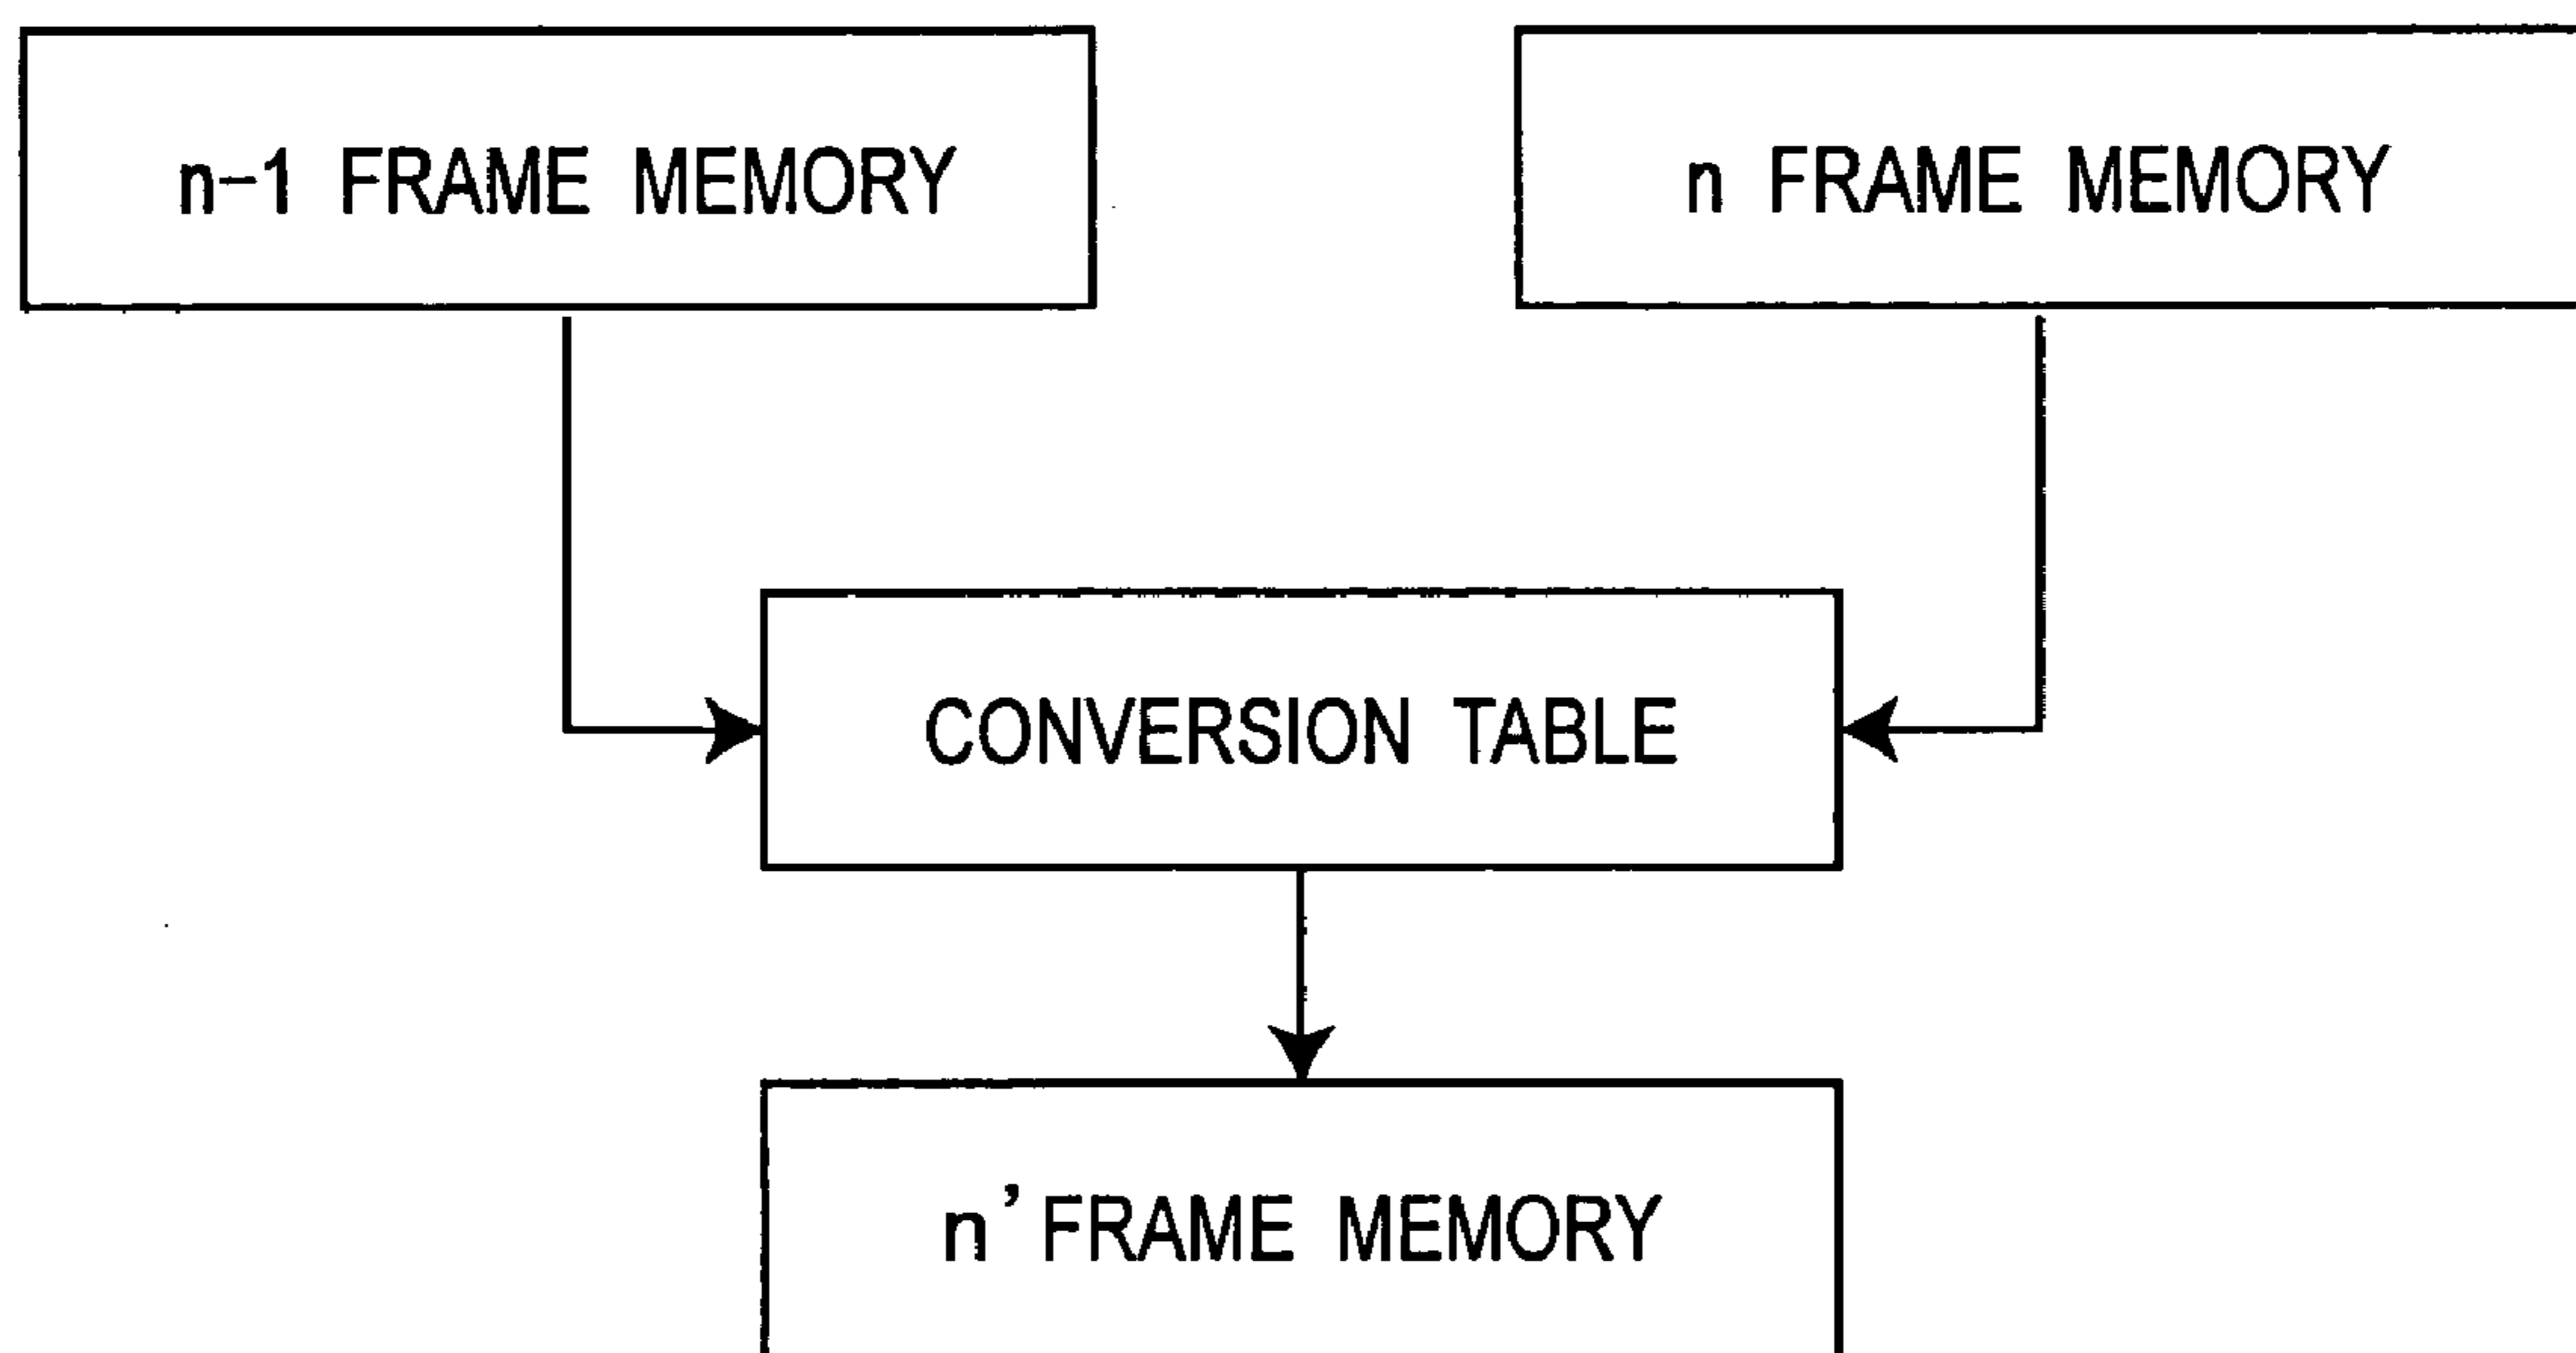 n-1 FRAME MEMORY
n FRAME MEMORY
CONVERSION TABLE
n' FRAME MEMORY